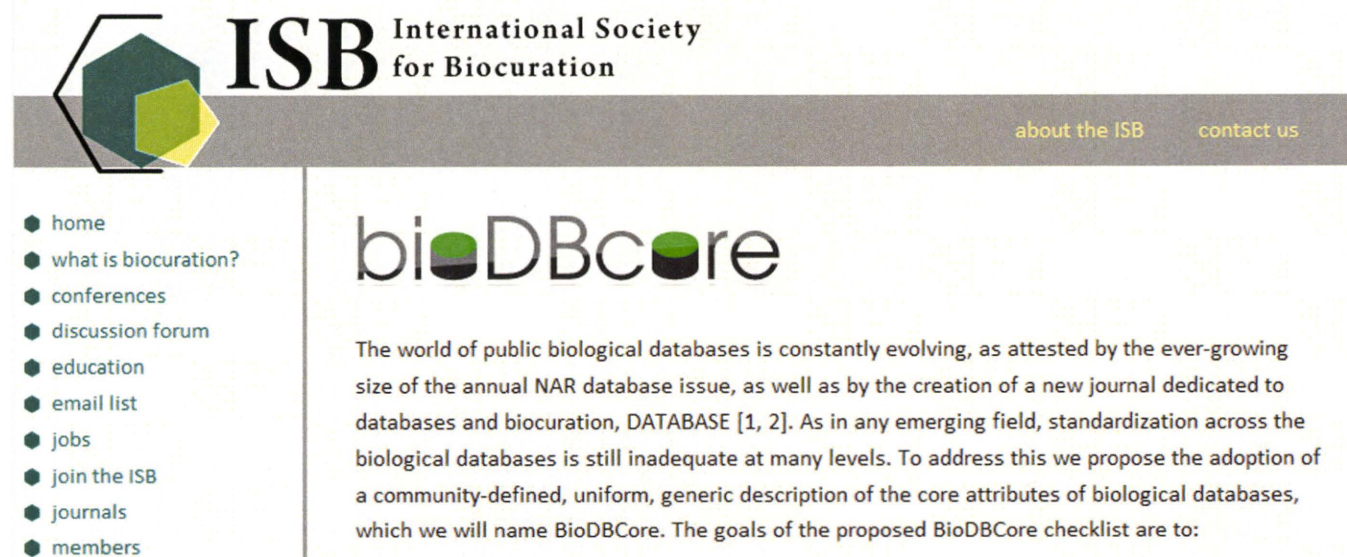 ISB International Society
for Biocuration
about the ISB contact us
home
what is biocuration?
conferences
discussion forum
education
email list
jobs
join the ISB
journals
members
bioDBcore
The world of public biological databases is constantly evolving, as attested by the ever-growing
size of the annual NAR database issue, as well as by the creation of a new journal dedicated to
databases and biocuration, DATABASE [1, 2]. As in any emerging field, standardization across the
biological databases is still inadequate at many levels. To address this we propose the adoption of
a community-defined, uniform, generic description of the core attributes of biological databases,
which we will name BioDBCore. The goals of the proposed BioDBCore checklist are to: